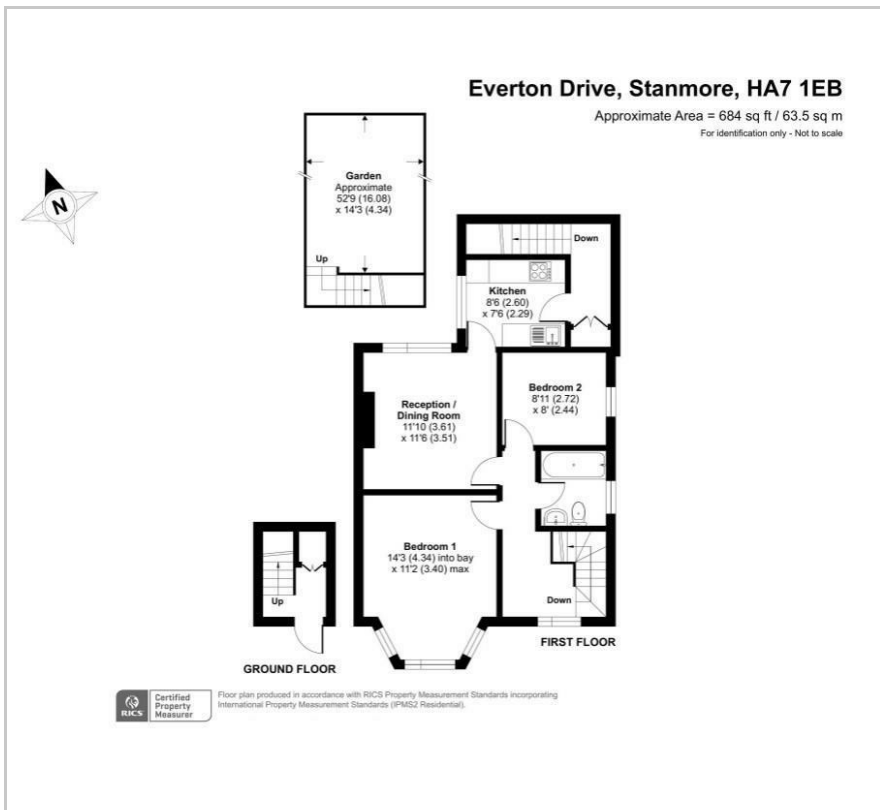 Everton Drive, Stanmore, HA7 1EB
Approximate Area = 684 sq ft / 63.5 sq m
For identification only - Not to scale
N
Garden
Approximate
52'9 (16.08)
x 14'3 (4.34)
Up
Down
Kitchen
8'6 (2.60)
x 7'6 (2.29)
Reception /
Dining Room
11'10 (3.61)
x 11'6 (3.51)
Bedroom 2
8'11 (2.72)
x 8' (2.44)
Bedroom 1
14'3 (4.34) into bay
x 11'2 (3.40) max
Up
Down
GROUND FLOOR
FIRST FLOOR
RICS
Certified
Property
Measurer
Floor plan produced in accordance with RICS Property Measurement Standards incorporating
International Property Measurement Standards (IPMS2 Residential).